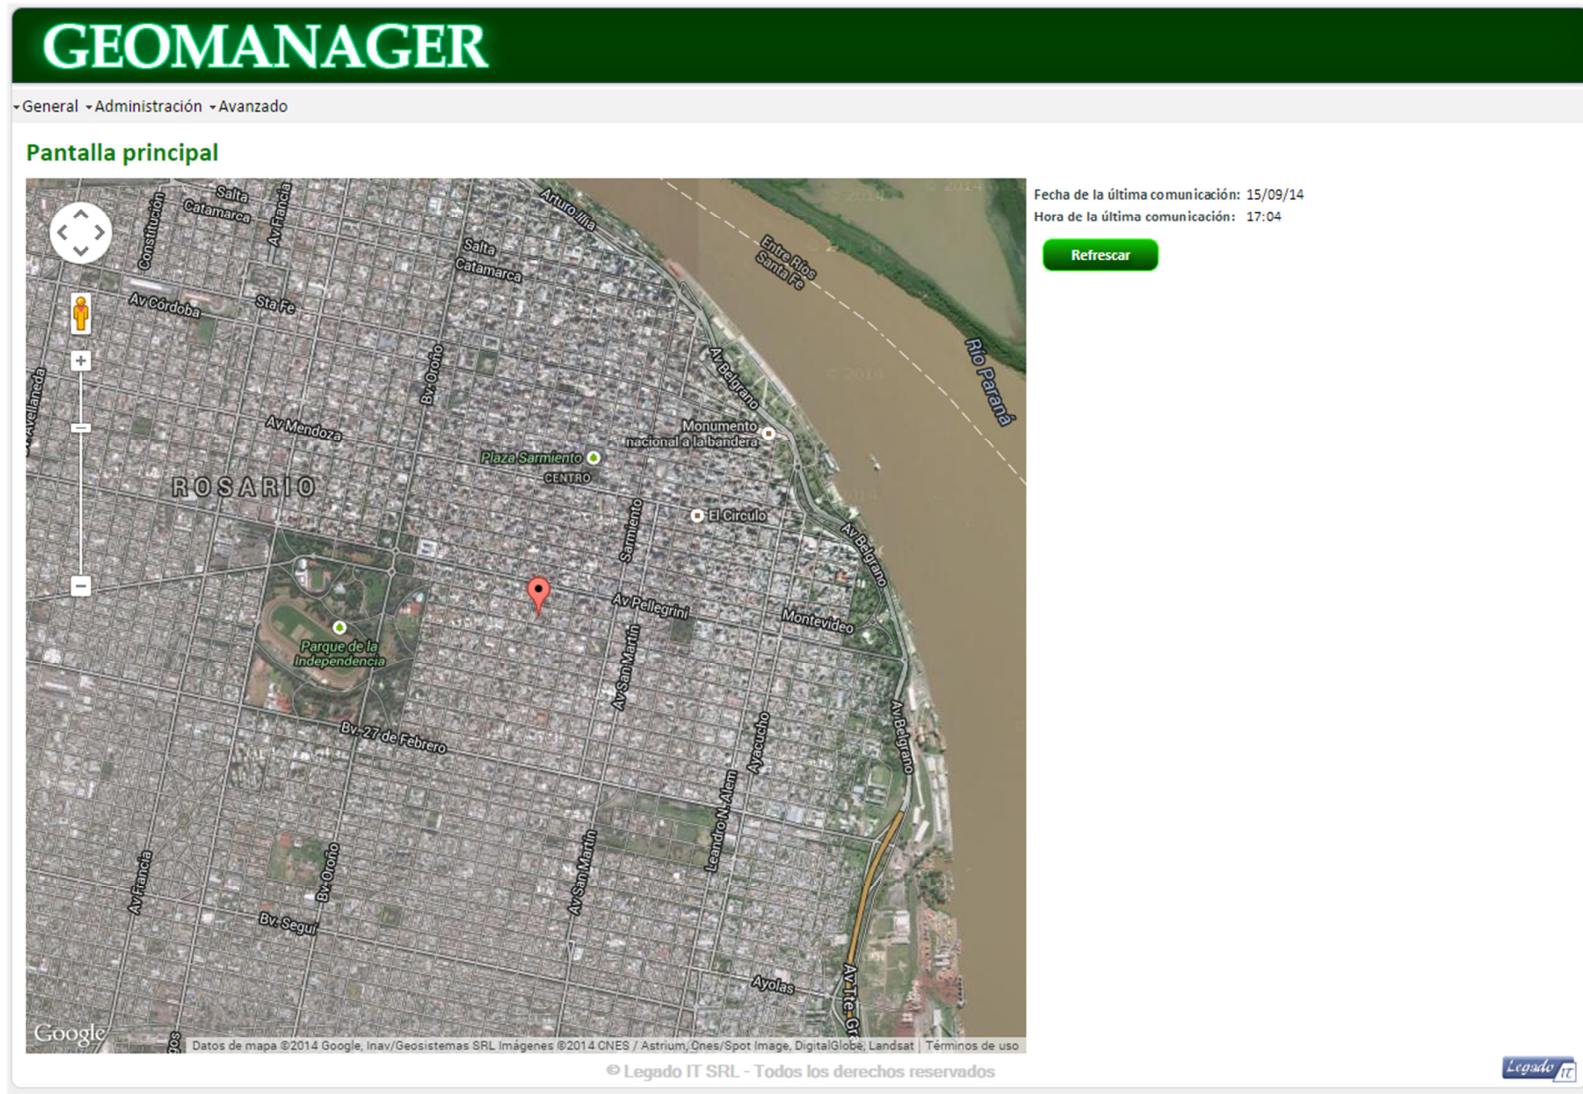 GEOMANAGER
General Administración Avanzado
Pantalla principal
Fecha de la última comunicación: 15/09/14
Hora de la última comunicación: 17:04
Refrescar
Salta
Catamarca
Constitución
Av Francia
Arturo Illia
Salta
Catamarca
Entre Ríos
Santa Fe
Av Córdoba
Sta Fe
Bv. Oroño
Av Belgrano
Río Paraná
© 2014
Avellaneda
Av Mendoza
Monumento
nacional a la bandera
Plaza Sarmiento
CENTRO
ROSARIO
Sarmiento
El Circulo
Av Belgrano
Av Pellegrini
Montevideo
Parque de la
Independencia
Av San Martín
Bv. 27 de Febrero
Ayacucho
Av Belgrano
Leandro N. Alem
Av Francia
Bv. Oroño
Av San Martín
Bv. Seguí
Ayolas
Av Tte. Gr
Google
Datos de mapa ©2014 Google, Inav/Geosistemas SRL Imágenes ©2014 CNES / Astrium, Cnes/Spot Image, DigitalGlobe, Landsat
Términos de uso
© Legado IT SRL - Todos los derechos reservados
Legado IT